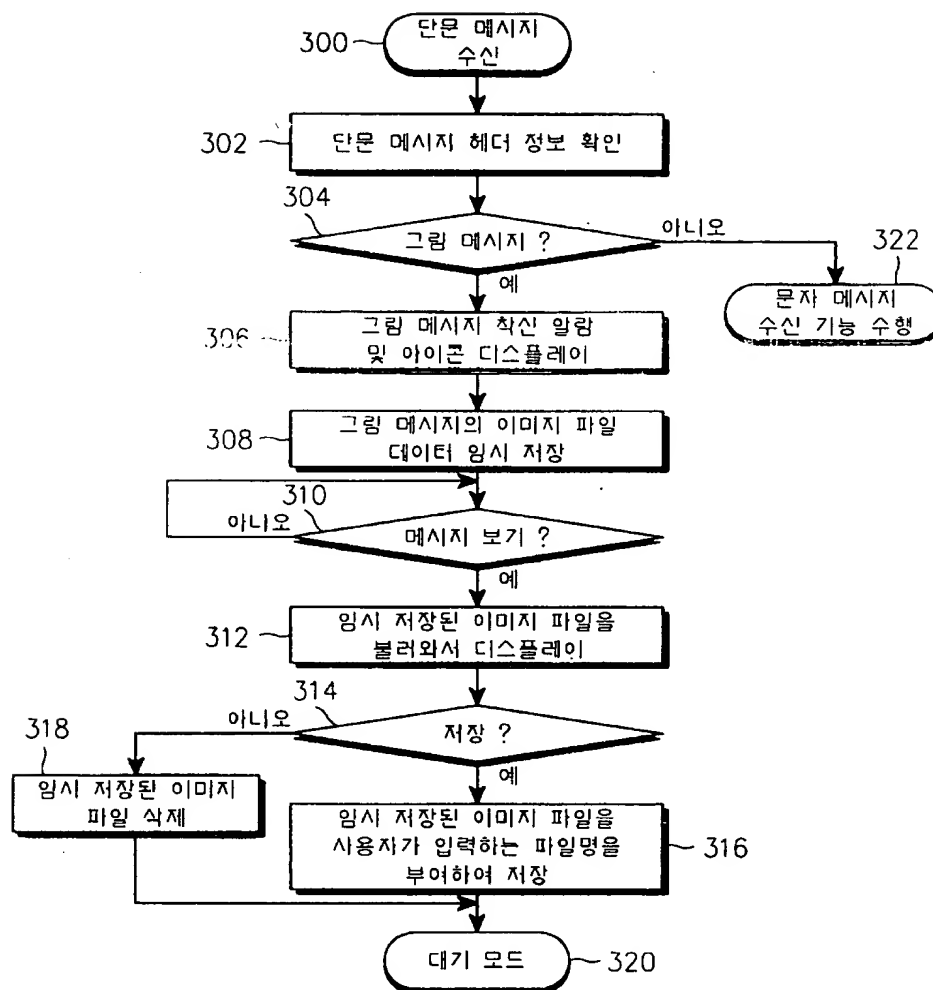 300
단문 메시지
수신
302
단문 메시지 헤더 정보 확인
304
그림 메시지 ?
아니오
예
322
문자 메시지
수신 기능 수행
306
그림 메시지 착신 알람
및 아이콘 디스플레이
308
그림 메시지의 이미지 파일
데이터 임시 저장
310
아니오
메시지 보기 ?
예
312
임시 저장된 이미지 파일을
불러와서 디스플레이
314
아니오
저장 ?
예
318
임시 저장된 이미지
파일 삭제
임시 저장된 이미지 파일을
사용자가 입력하는 파일명을
부여하여 저장
316
대기 모드
320